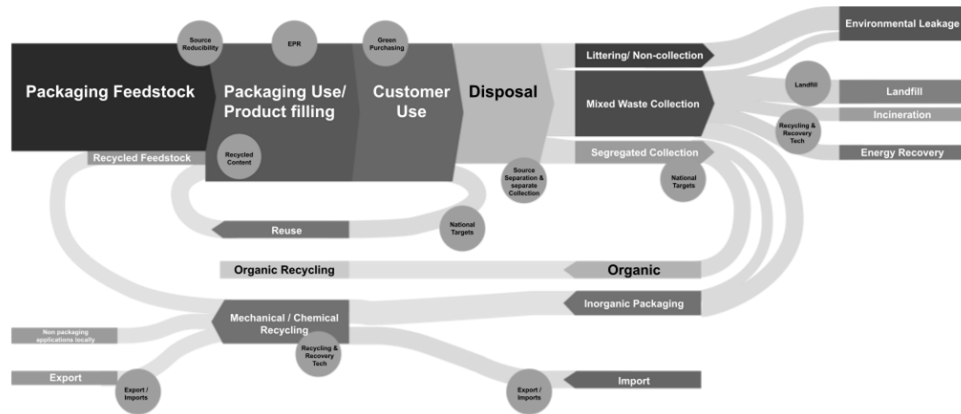 Source
Reducibility
EPR
Green
Purchasing
Environmental Leakage
Littering/ Non-collection
Packaging Feedstock
Packaging Use/
Product filling
Customer
Use
Disposal
Mixed Waste Collection
Landfill
Landfill
Incineration
Recycling &
Recovery
Tech
Energy Recovery
Recycled Feedstock
Recycled
Content
Segregated Collection
Source
Separation &
separate
Collection
National
Targets
National
Targets
Reuse
Organic Recycling
Organic
Mechanical / Chemical
Recycling
Inorganic Packaging
Non packaging
applications locally
Recycling &
Recovery
Tech
Export
Export /
Imports
Export /
Imports
Import